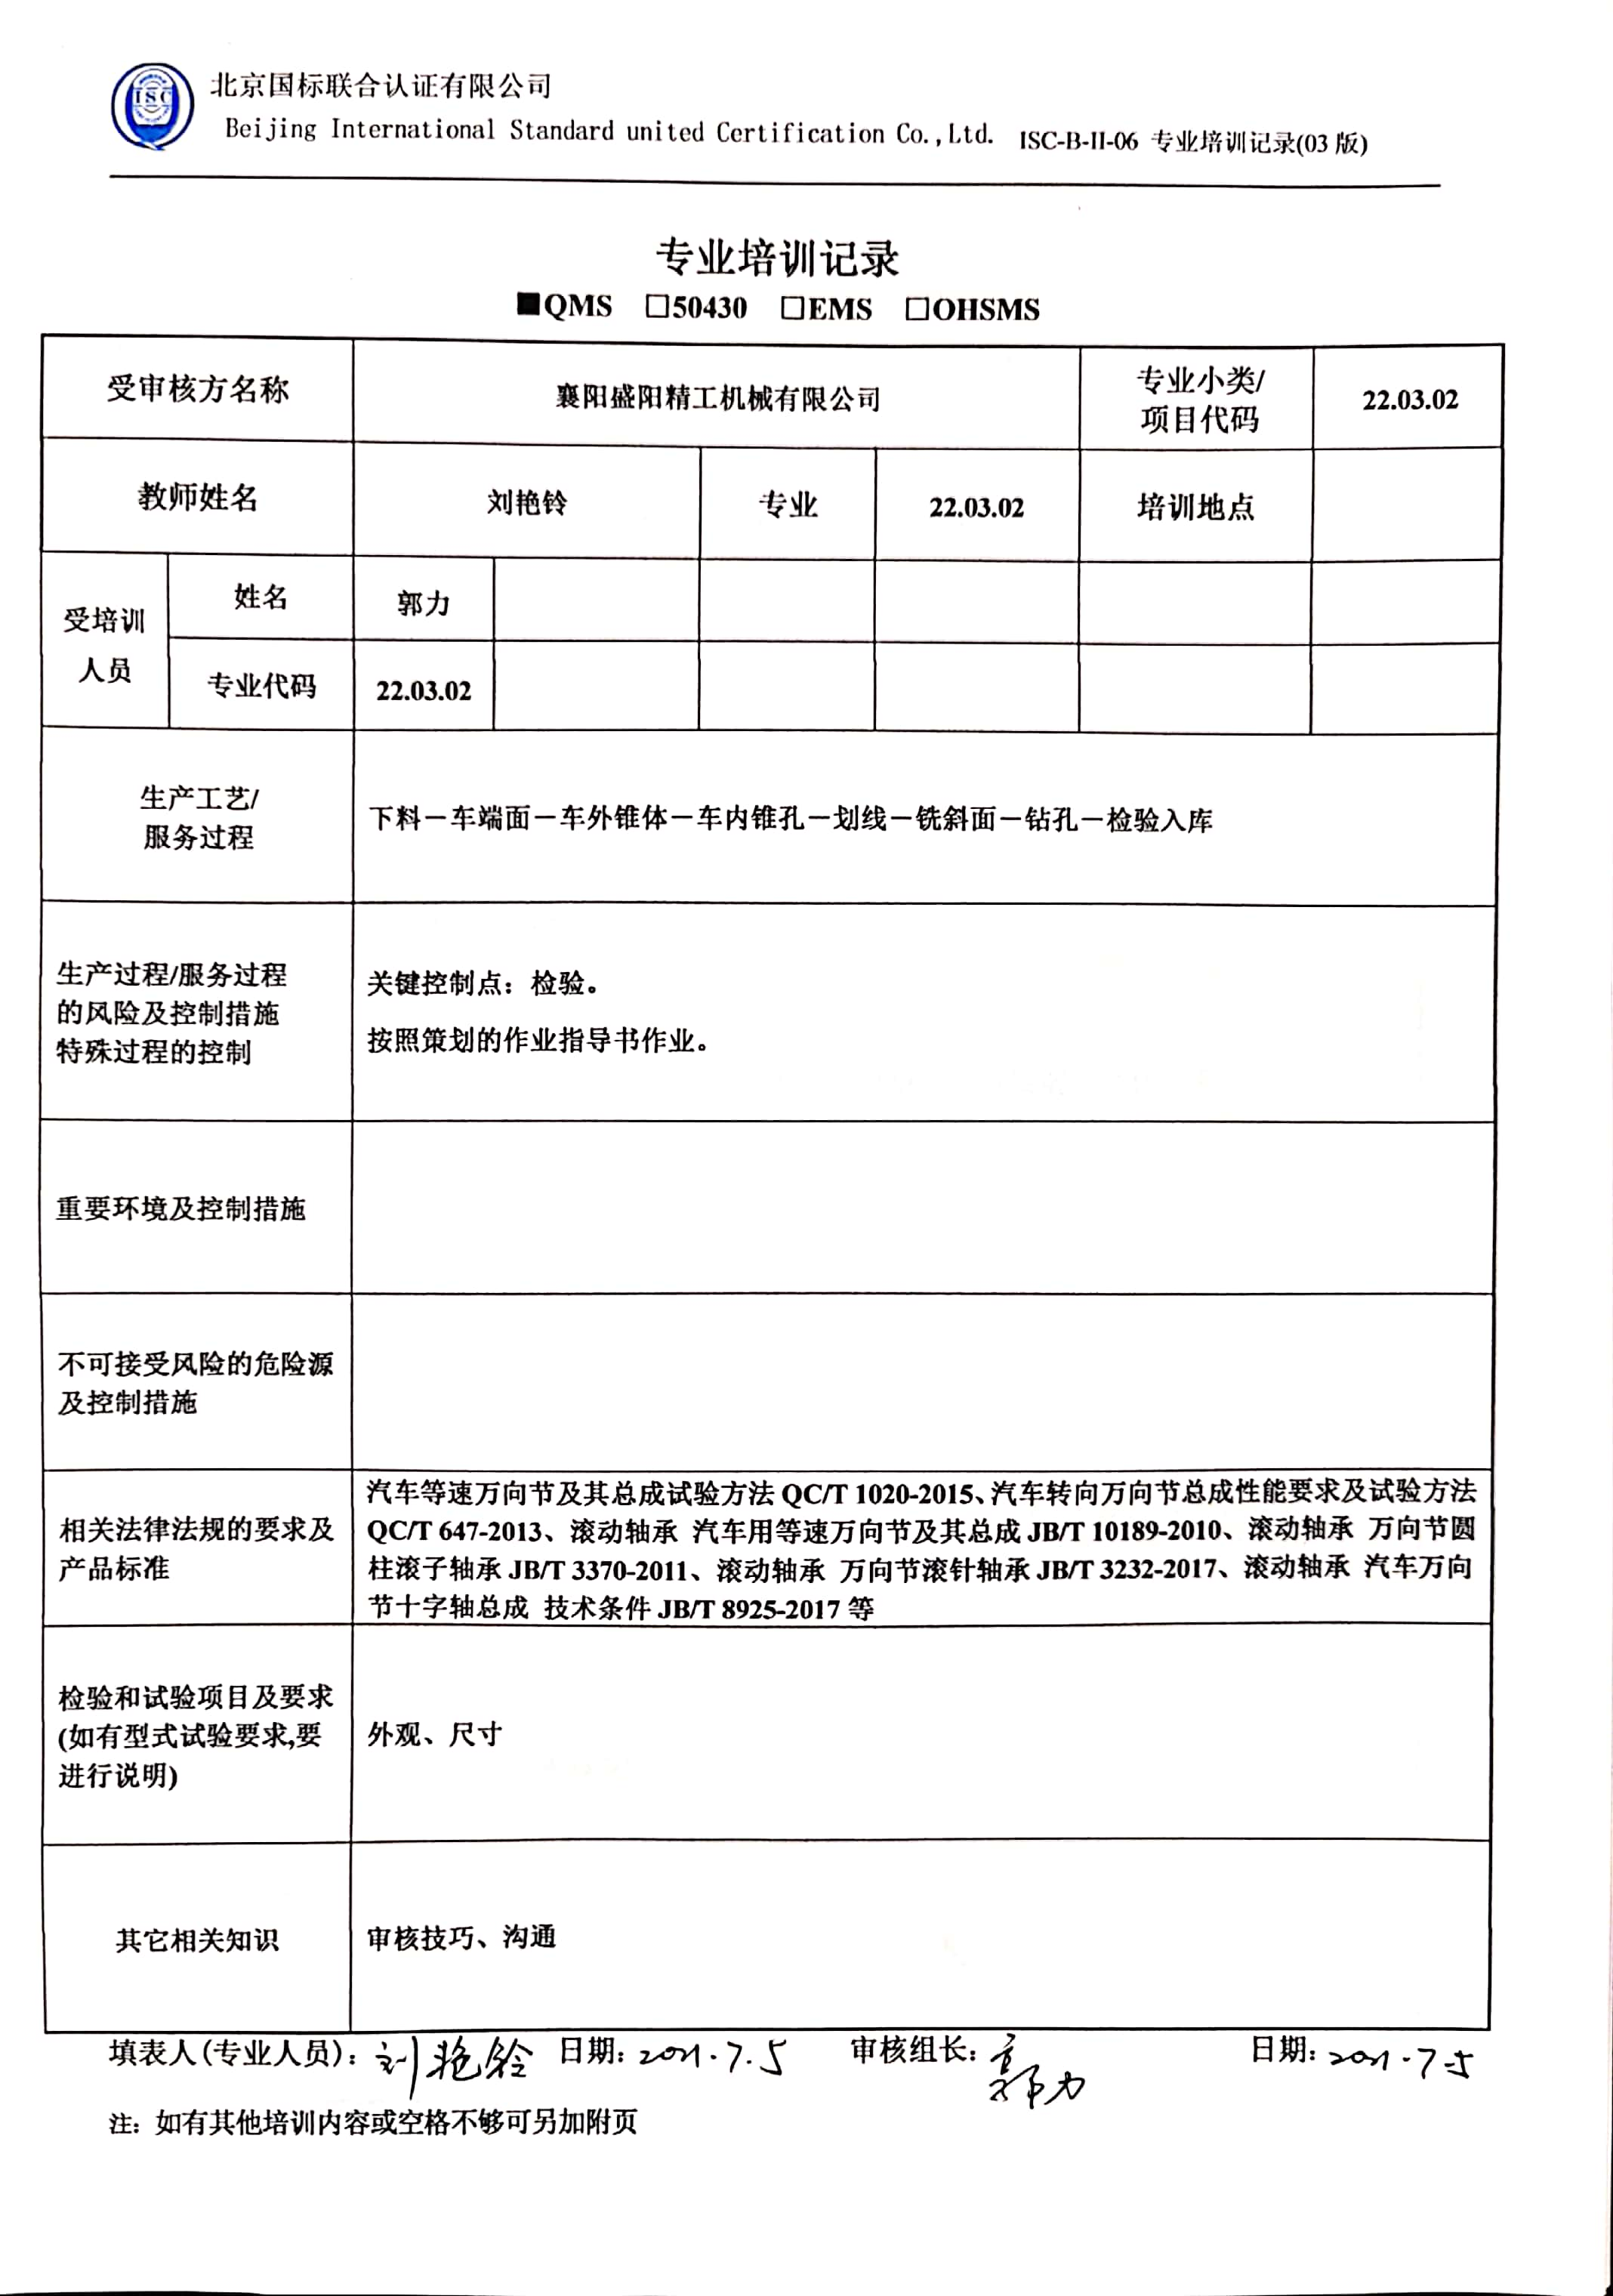 ISC
北京国标联合认证有限公司
Beijing International Standard united Certification Co.,Ltd. ISC-B-II-06 专业培训记录(03 版)
专业培训记录
■QMS □50430 □EMS □OHSMS
受审核方名称 襄阳盛阳精工机械有限公司 专业小类/
项目代码 22.03.02
教师姓名 刘艳铃 专业 22.03.02 培训地点
受培训
人员
姓名 郭力
专业代码 22.03.02
生产工艺/
服务过程
下料－车端面－车外锥体－车内锥孔－划线－铣斜面－钻孔－检验入库
生产过程/服务过程
的风险及控制措施
特殊过程的控制
关键控制点：检验。
按照策划的作业指导书作业。
重要环境及控制措施
不可接受风险的危险源
及控制措施
相关法律法规的要求及
产品标准
汽车等速万向节及其总成试验方法 QC/T 1020-2015、汽车转向万向节总成性能要求及试验方法
QC/T 647-2013、滚动轴承 汽车用等速万向节及其总成 JB/T 10189-2010、滚动轴承 万向节圆
柱滚子轴承 JB/T 3370-2011、滚动轴承 万向节滚针轴承 JB/T 3232-2017、滚动轴承 汽车万向
节十字轴总成 技术条件 JB/T 8925-2017 等
检验和试验项目及要求
(如有型式试验要求,要
进行说明)
外观、尺寸
其它相关知识 审核技巧、沟通
填表人(专业人员)：刘艳铃 日期：2021.7.5 审核组长：郭力 日期：2021.7.5
注：如有其他培训内容或空格不够可另加附页